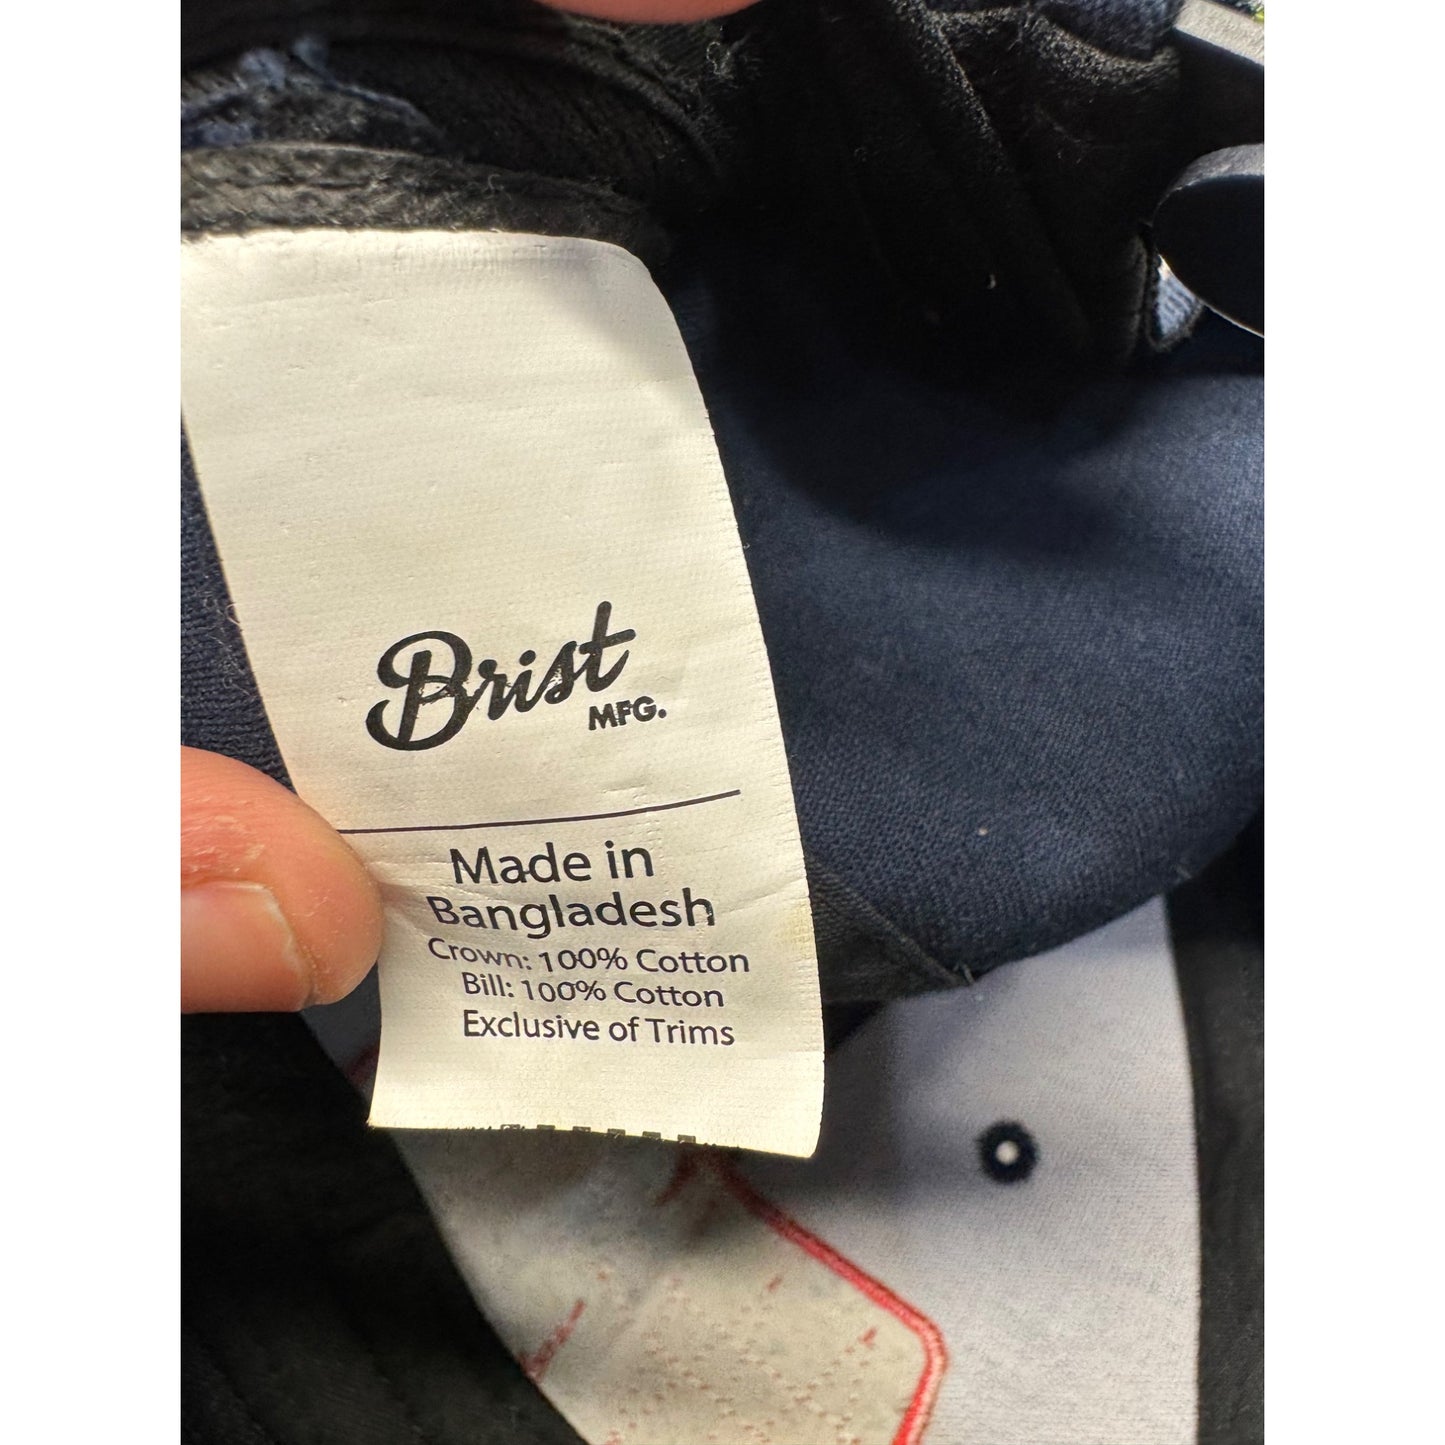 Brist
MFG.
Made in
Bangladesh
Crown: 100% Cotton
Bill: 100% Cotton
Exclusive of Trims